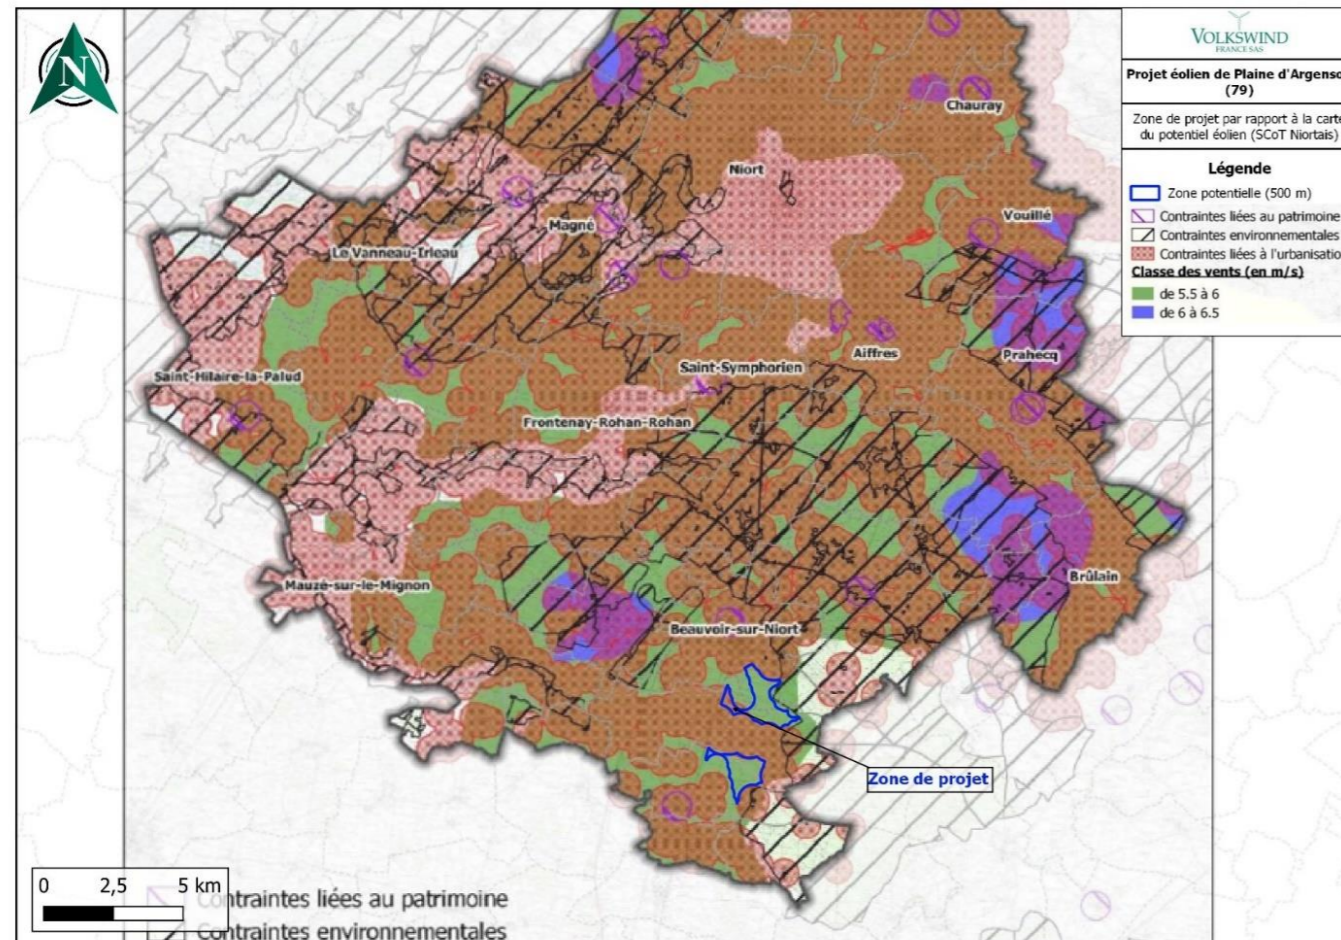 N
VOLKSWIND
FRANCE SAS
Projet éolien de Plaine d'Argenso
(79)
Zone de projet par rapport à la carte
du potentiel éolien (SCoT Niortais)
Légende
Zone potentielle (500 m)
Contraintes liées au patrimoine
Contraintes environnementales
Contraintes liées à l'urbanisatio
Classe des vents (en m/s)
de 5.5 à 6
de 6 à 6.5
Chauray
Niort
Vouillé
Magné
Le Vanneau-Irleau
Prahecq
Aiffres
Saint-Symphorien
Saint-Hilaire-la-Palud
Frontenay-Rohan-Rohan
Brûlain
Mauzé-sur-le-Mignon
Beauvoir-sur-Niort
Zone de projet
0 2,5 5 km
ntraintes liées au patrimoine
Contraintes environnementales